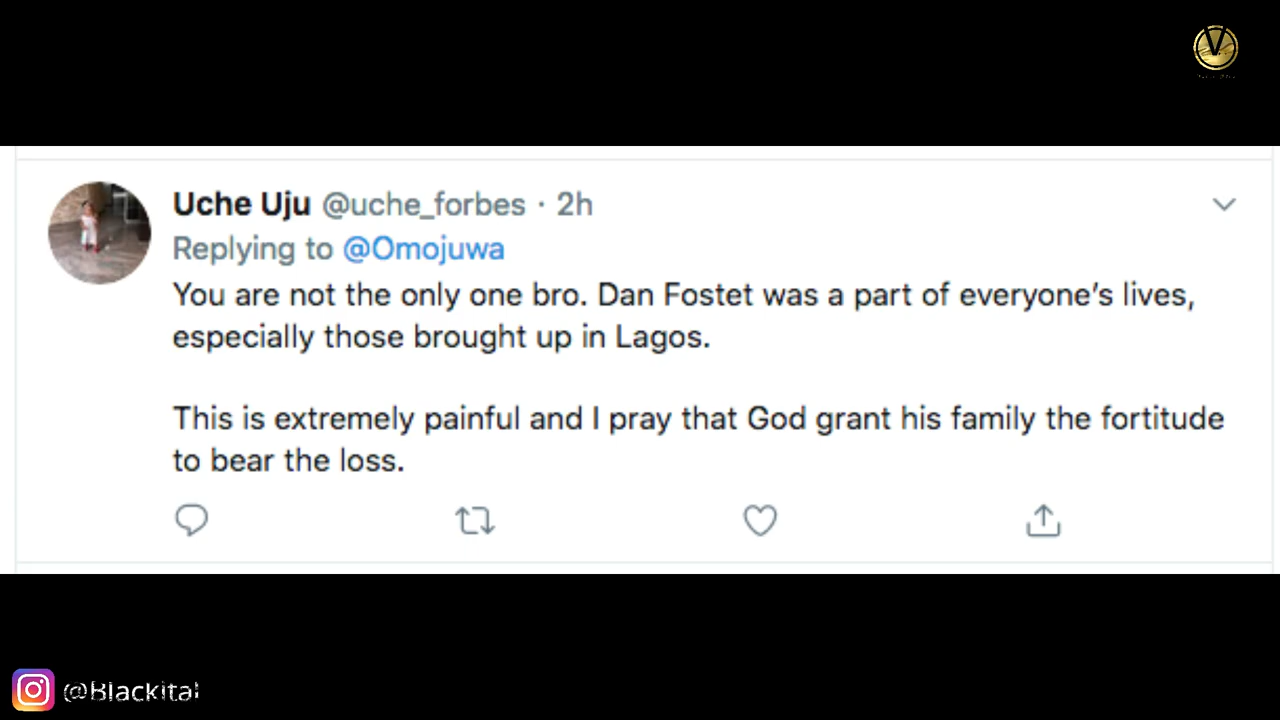 Uche Uju @uche_forbes · 2h
Replying to @Omojuwa
You are not the only one bro. Dan Fostet was a part of everyone's lives,
especially those brought up in Lagos.
This is extremely painful and I pray that God grant his family the fortitude
to bear the loss.
@Blackital